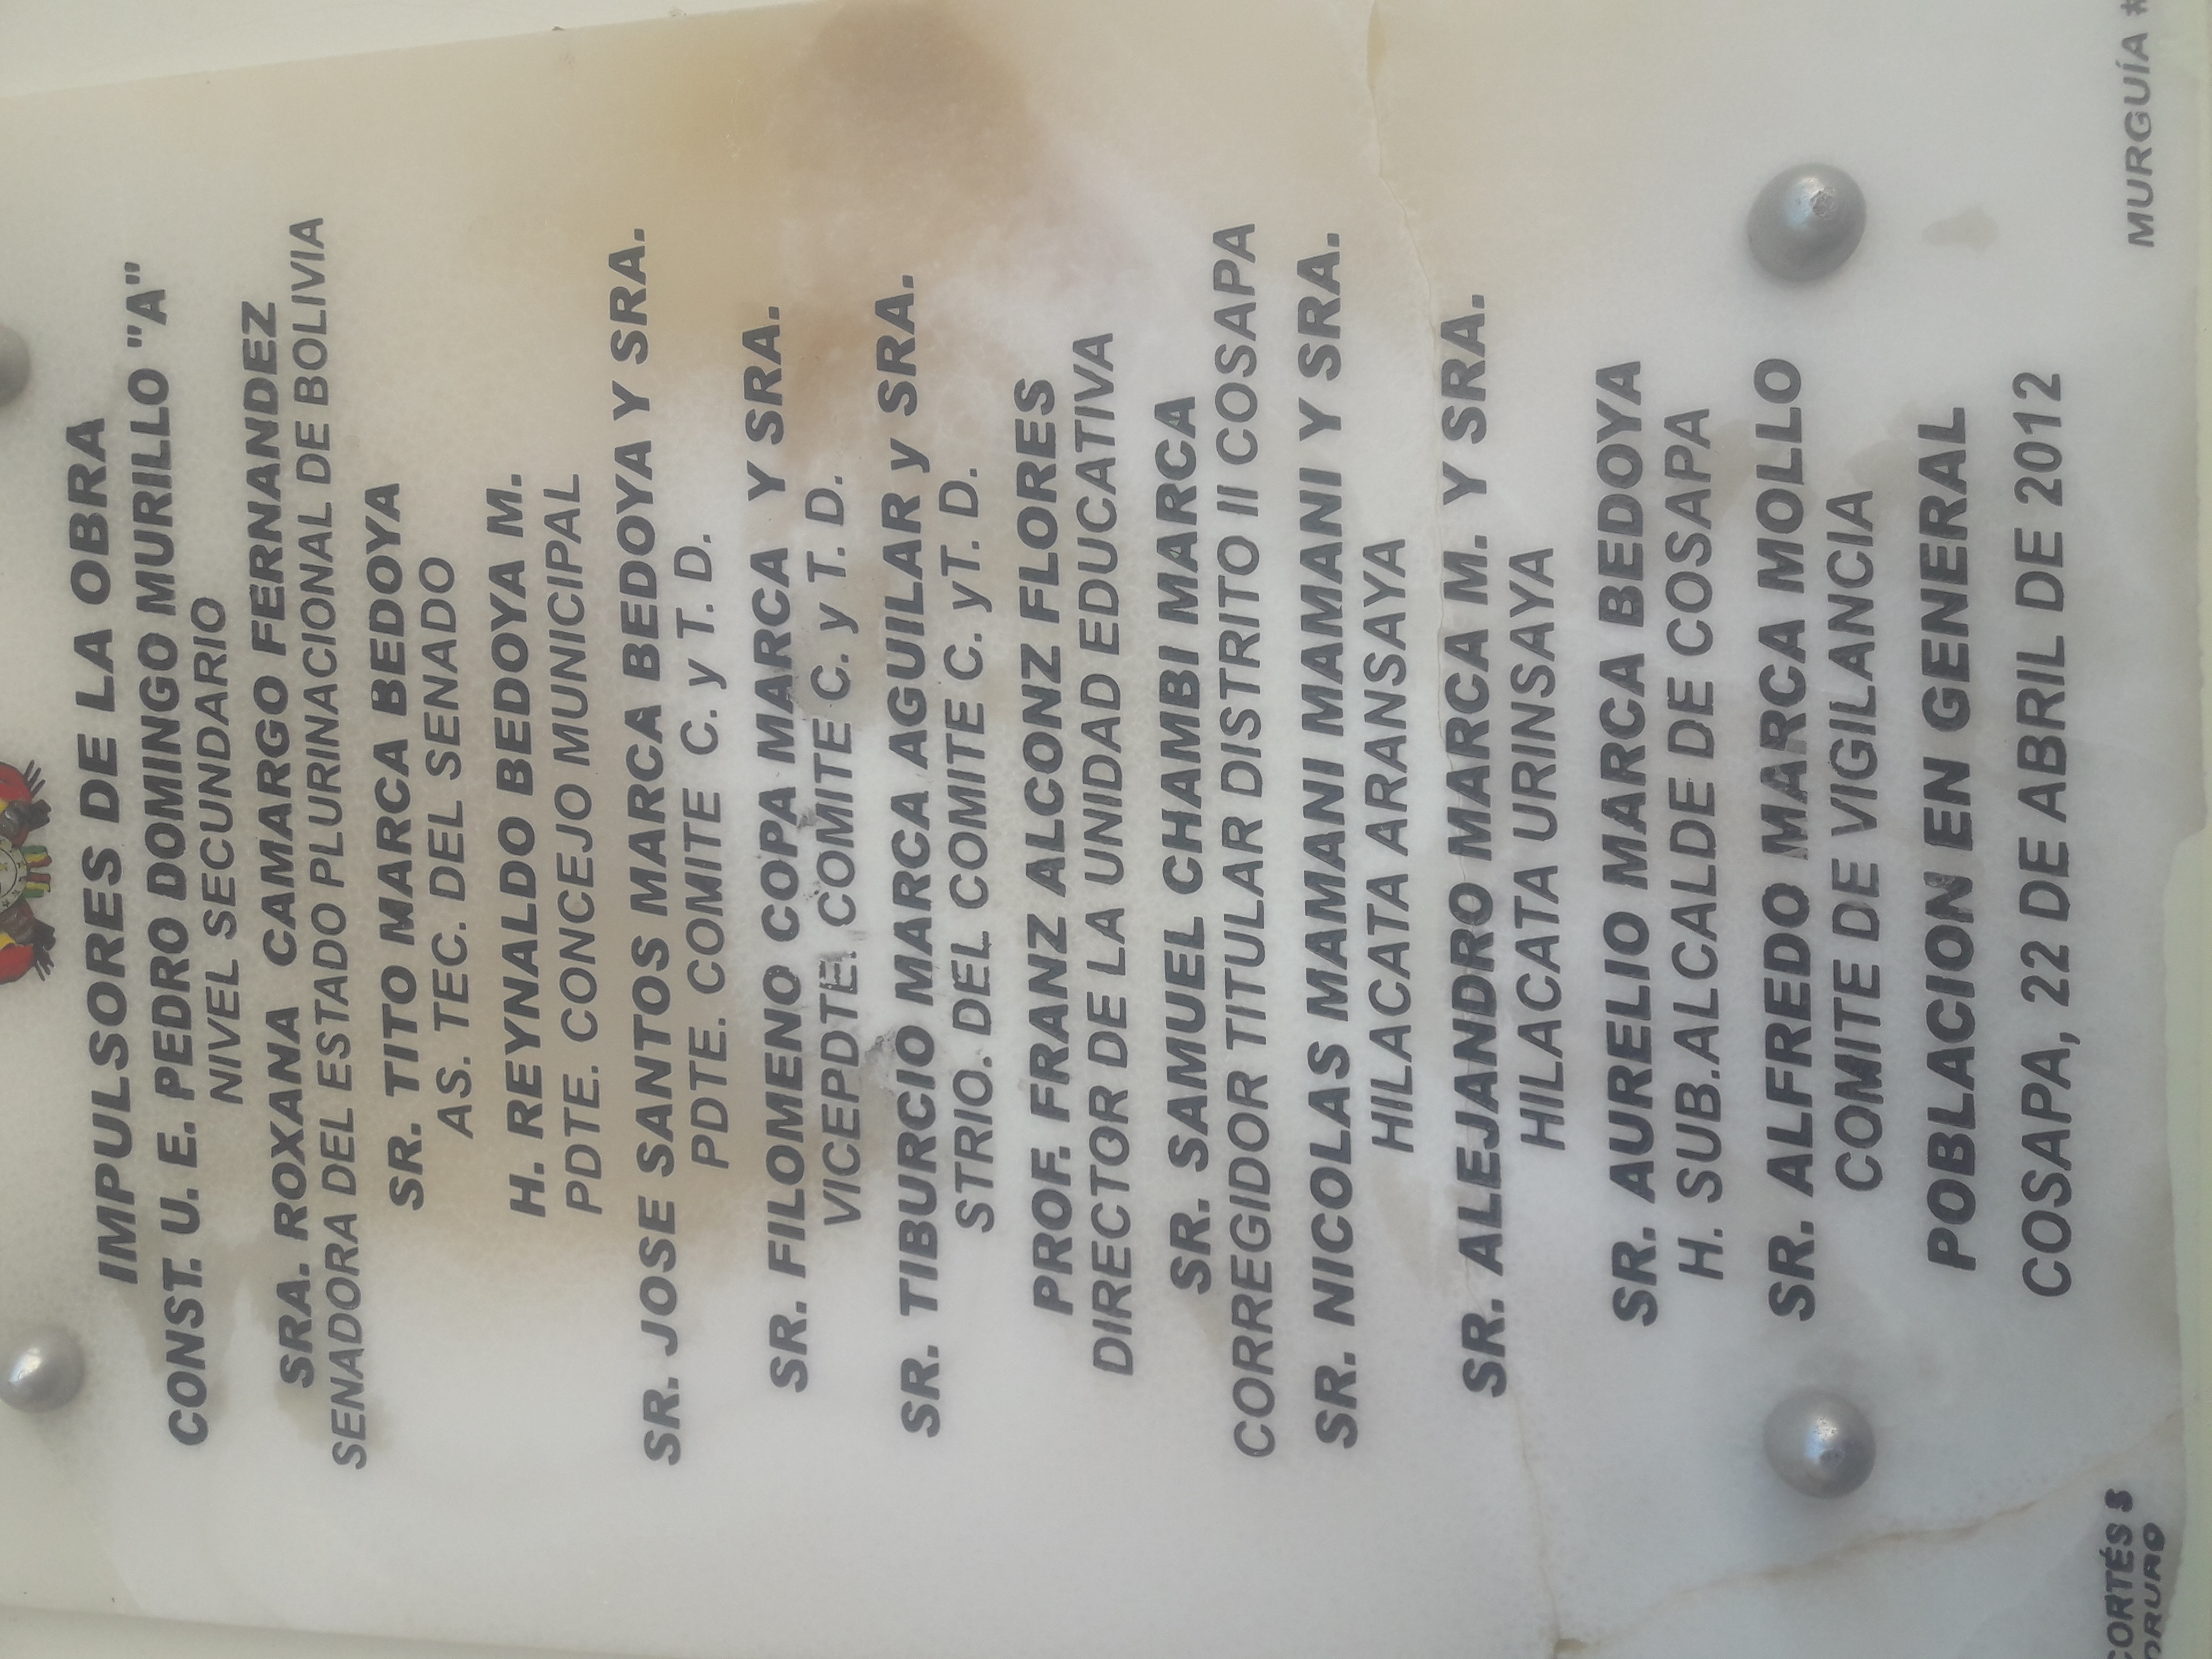 IMPULSORES DE LA OBRA
CONST. U. E. PEDRO DOMINGO MURILLO "A"
NIVEL SECUNDARIO
SRA. ROXANA CAMARGO FERNANDEZ
SENADORA DEL ESTADO PLURINACIONAL DE BOLIVIA
SR. TITO MARCA BEDOYA
AS. TEC. DEL SENADO
H. REYNALDO BEDOYA M.
PDTE. CONCEJO MUNICIPAL
SR. JOSE SANTOS MARCA BEDOYA Y SRA.
PDTE. COMITE C. y T. D.
SR. FILOMENO COPA MARCA Y SRA.
VICEPDTE. COMITE C. y T. D.
SR. TIBURCIO MARCA AGUILAR y SRA.
STRIO. DEL COMITE C. yT. D.
PROF. FRANZ ALCONZ FLORES
DIRECTOR DE LA UNIDAD EDUCATIVA
SR. SAMUEL CHAMBI MARCA
CORREGIDOR TITULAR DISTRITO II COSAPA
SR. NICOLAS MAMANI MAMANI Y SRA.
HILACATA ARANSAYA
SR. ALEJANDRO MARCA M. Y SRA.
HILACATA URINSAYA
SR. AURELIO MARCA BEDOYA
H. SUB.ALCALDE DE COSAPA
SR. ALFREDO MARCA MOLLO
COMITE DE VIGILANCIA
POBLACION EN GENERAL
COSAPA, 22 DE ABRIL DE 2012
CORTÉS S
ORURO
MURGUÍA #